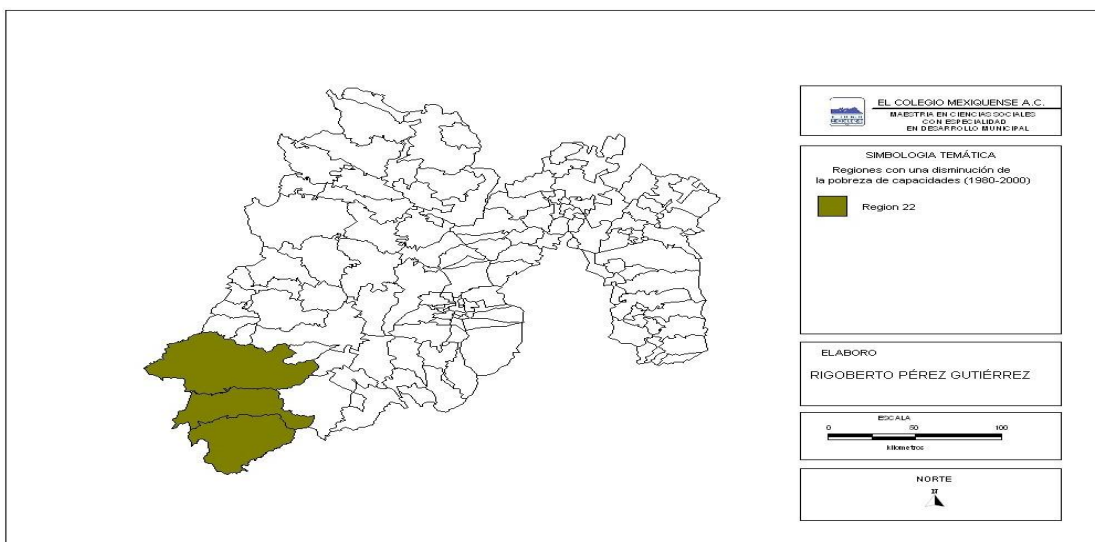 EL COLEGIO MEXIQUENSE A.C.
MAESTRIA EN CIENCIAS SOCIALES
CON ESPECIALIDAD
EN DESARROLLO MUNICIPAL
SIMBOLOGIA TEMÁTICA
Regiones con una disminución de
la pobreza de capacidades (1980-2000)
Region 22
ELABORO
RIGOBERTO PÉREZ GUTIÉRREZ
ESCALA
0 50 100
kilometros
NORTE
N